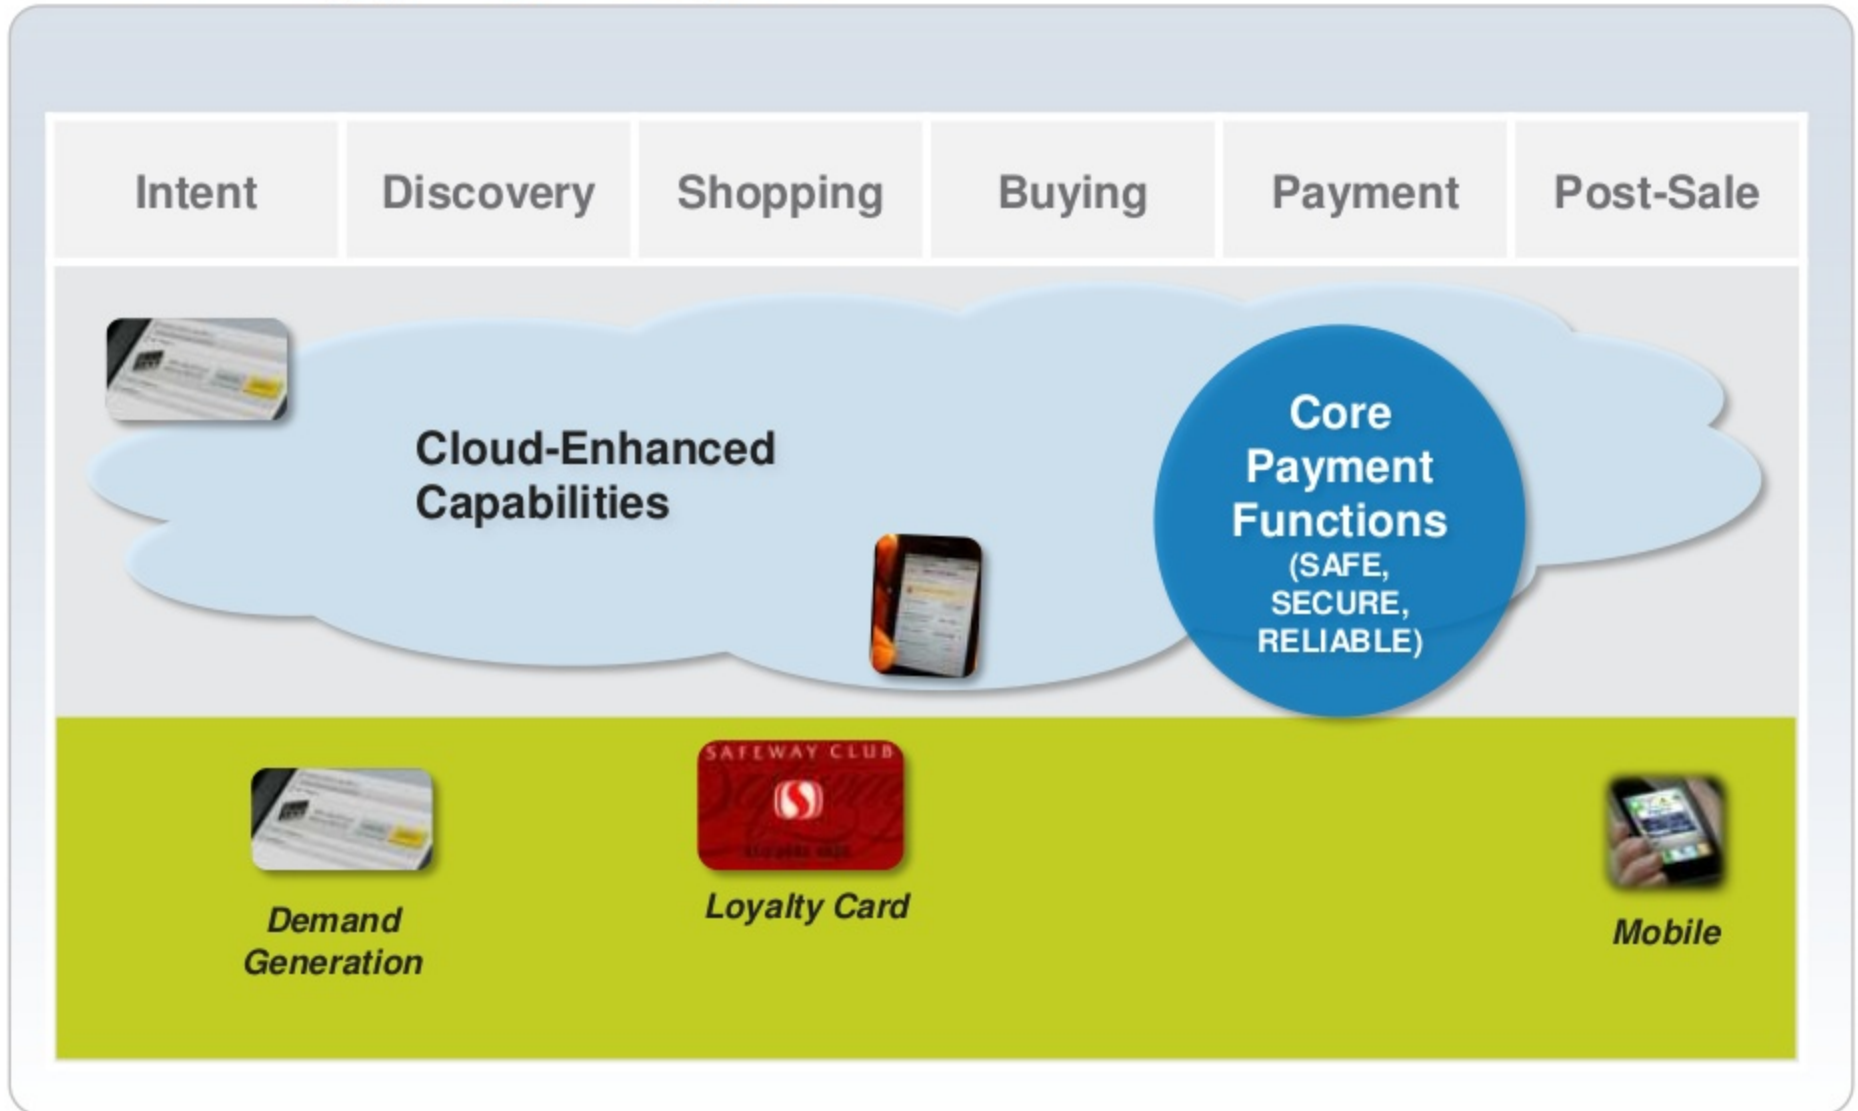 Intent
Discovery
Shopping
Buying
Payment
Post-Sale
Cloud-Enhanced
Capabilities
Core
Payment
Functions
(SAFE,
SECURE,
RELIABLE)
SAFEWAY CLUB
Demand
Generation
Loyalty Card
Mobile